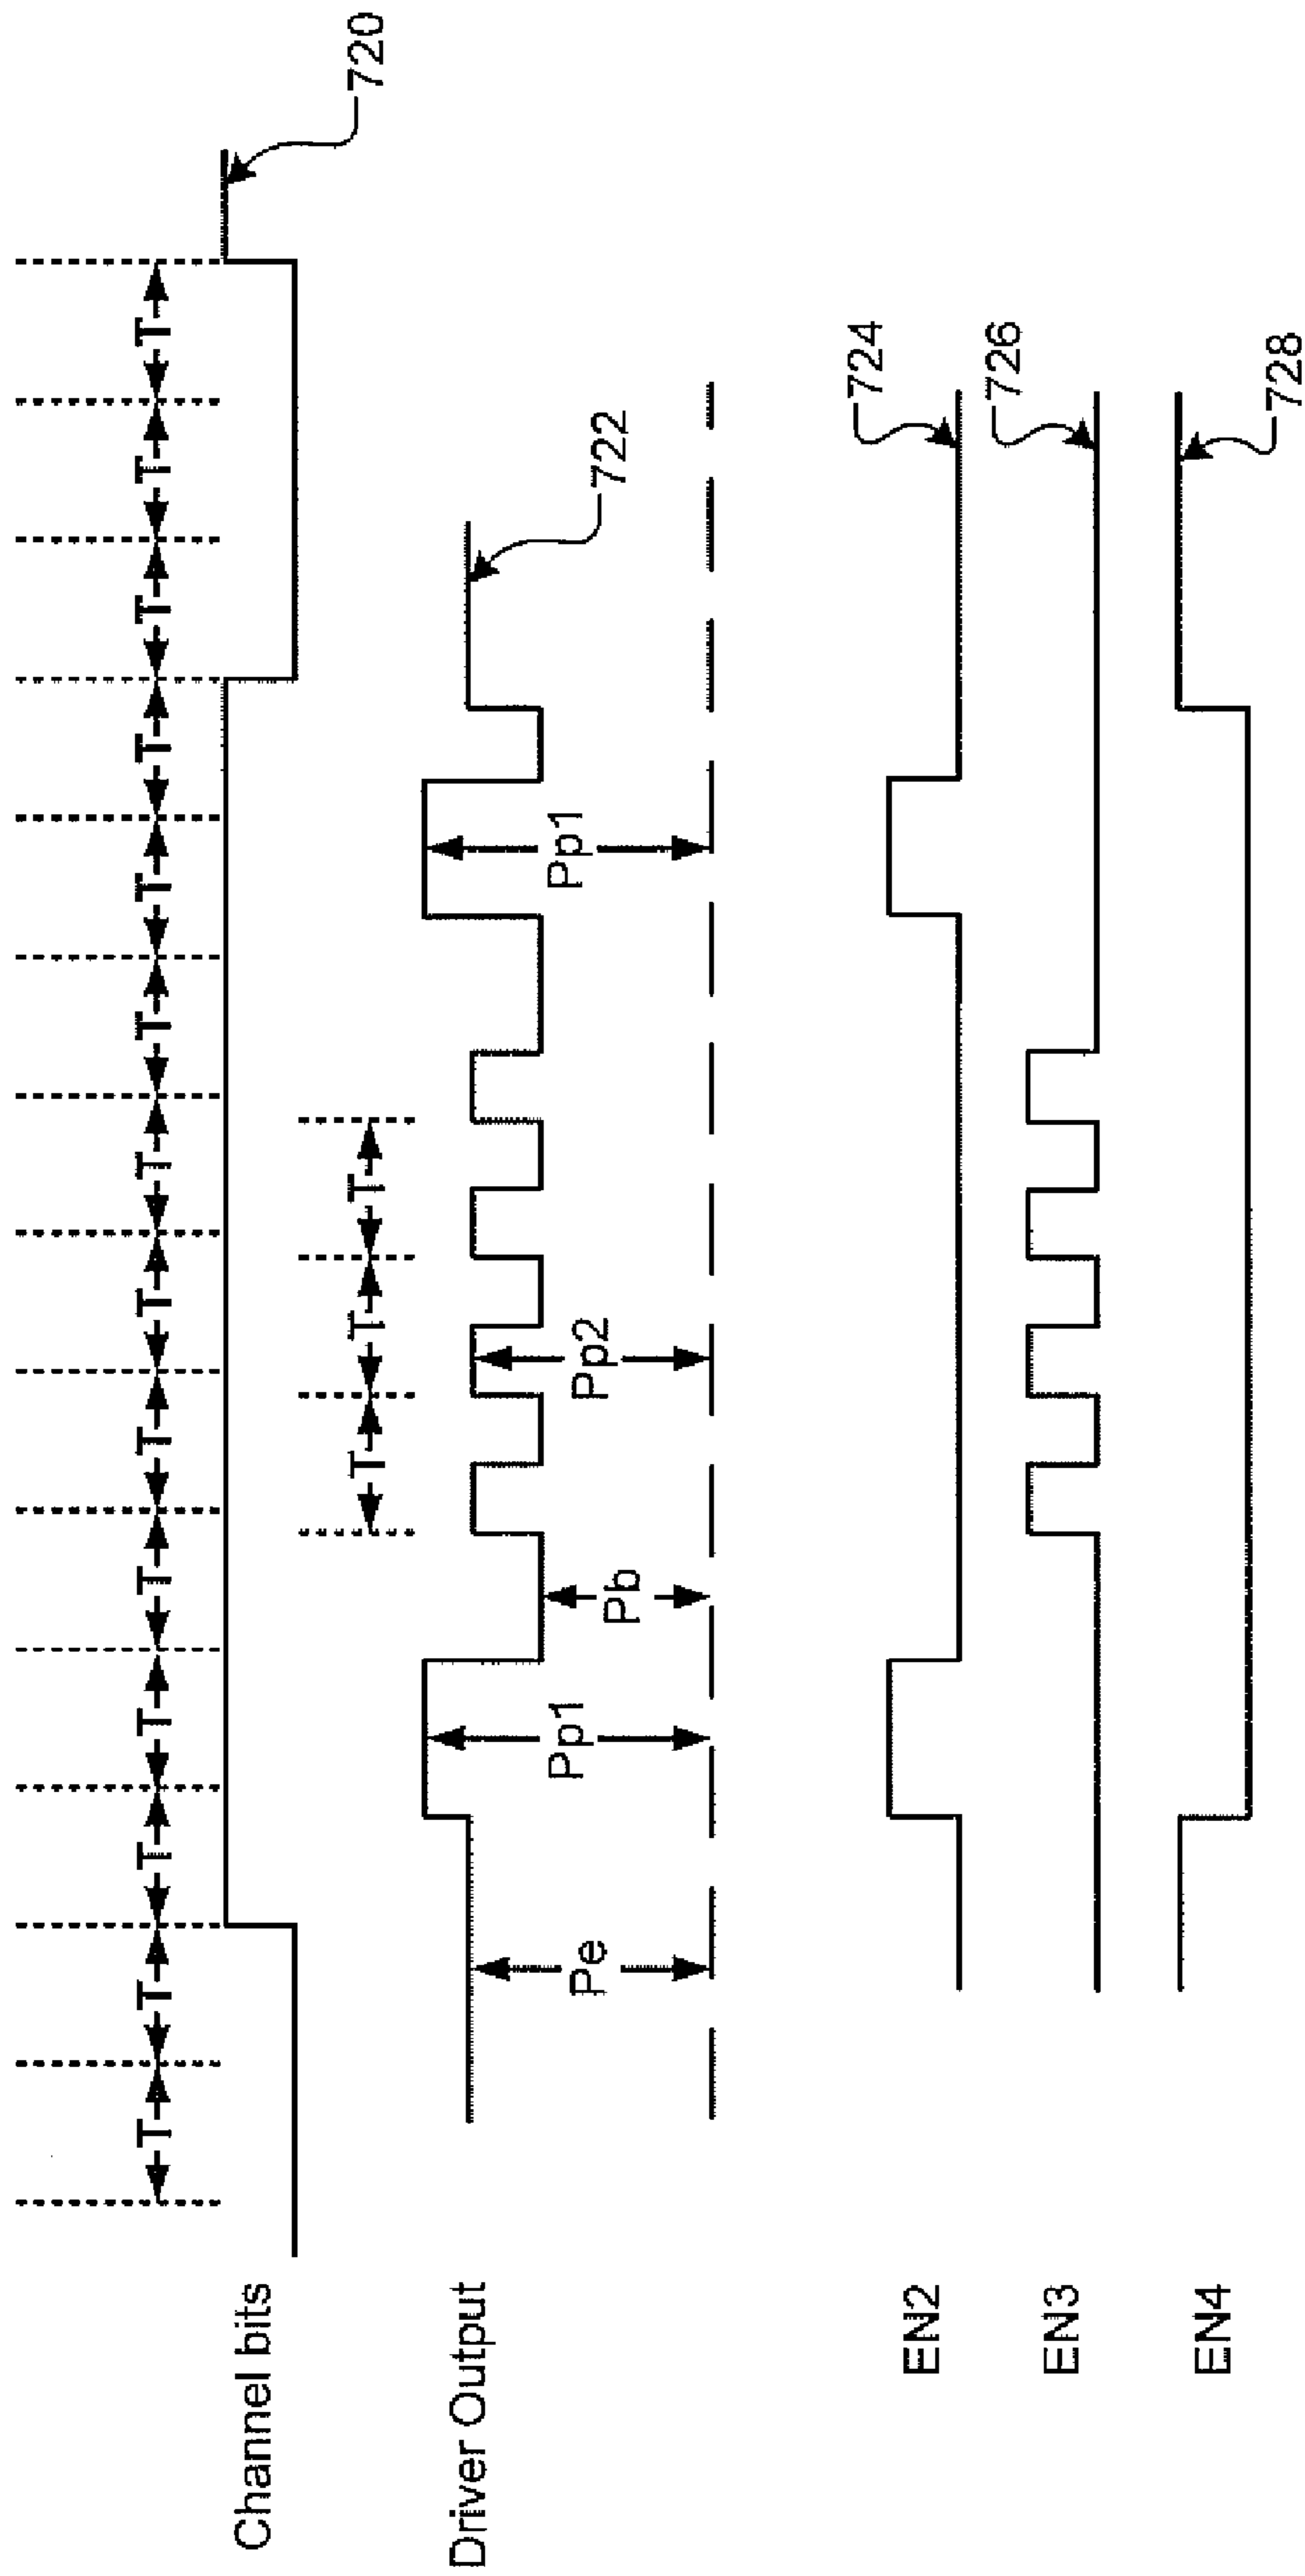 T T T T T T T T T T T T T T
Channel bits 720
T T T
Driver Output Pe Pp1 Pb Pp2 Pp1 722
EN2 724
EN3 726
EN4 728